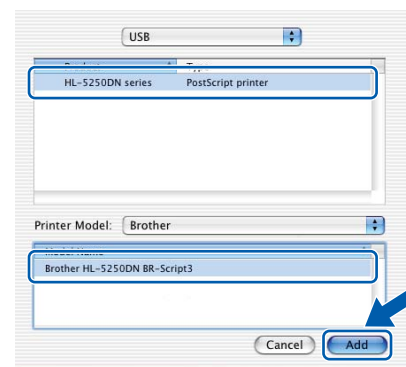 USB
HL-5250DN series PostScript printer
Printer Model: Brother
Brother HL-5250DN BR-Script3
Cancel Add